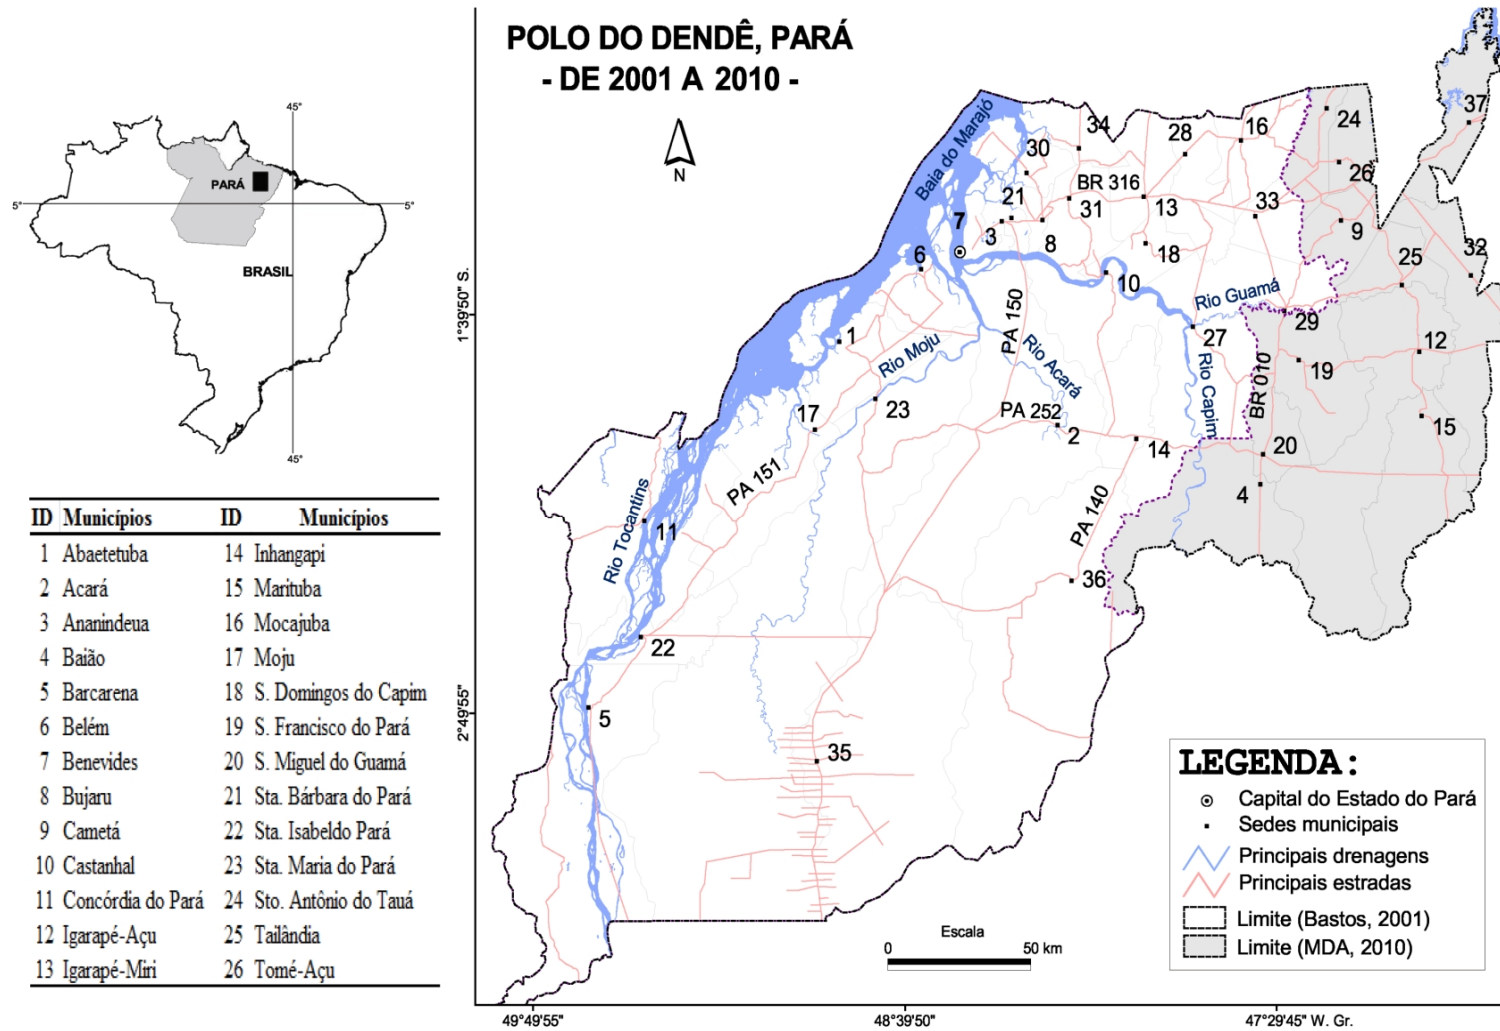 POLO DO DENDÊ, PARÁ
- DE 2001 A 2010 -
N
45°
5°
5°
PARÁ
BRASIL
45°
ID Municípios ID Municípios
1 Abaetetuba 14 Inhangapi
2 Acará 15 Marituba
3 Ananindeua 16 Mocajuba
4 Baião 17 Moju
5 Barcarena 18 S. Domingos do Capim
6 Belém 19 S. Francisco do Pará
7 Benevides 20 S. Miguel do Guamá
8 Bujaru 21 Sta. Bárbara do Pará
9 Cametá 22 Sta. Isabeldo Pará
10 Castanhal 23 Sta. Maria do Pará
11 Concórdia do Pará 24 Sto. Antônio do Tauá
12 Igarapé-Açu 25 Tailândia
13 Igarapé-Miri 26 Tomé-Açu
Baia do Marajó
37
24
16
34
28
30
26
BR 316
21
31
13
33
7
3
8
9
18
32
6
10
25
Rio Guamá
PA 150
29
27
1
Rio Moju
Rio Acará
12
19
BR 010
Rio Capim
23
PA 252
17
2
14
15
20
PA 151
4
PA 140
Rio Tocantins
11
36
22
5
35
1°39'50" S.
2°49'55"
49°49'55"
48°39'50"
47°29'45" W. Gr.
Escala
0 50 km
LEGENDA:
Capital do Estado do Pará
Sedes municipais
Principais drenagens
Principais estradas
Limite (Bastos, 2001)
Limite (MDA, 2010)